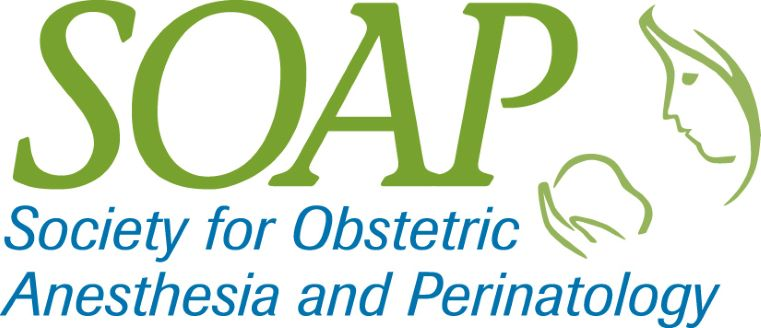 SOAP
Society for Obstetric
Anesthesia and Perinatology